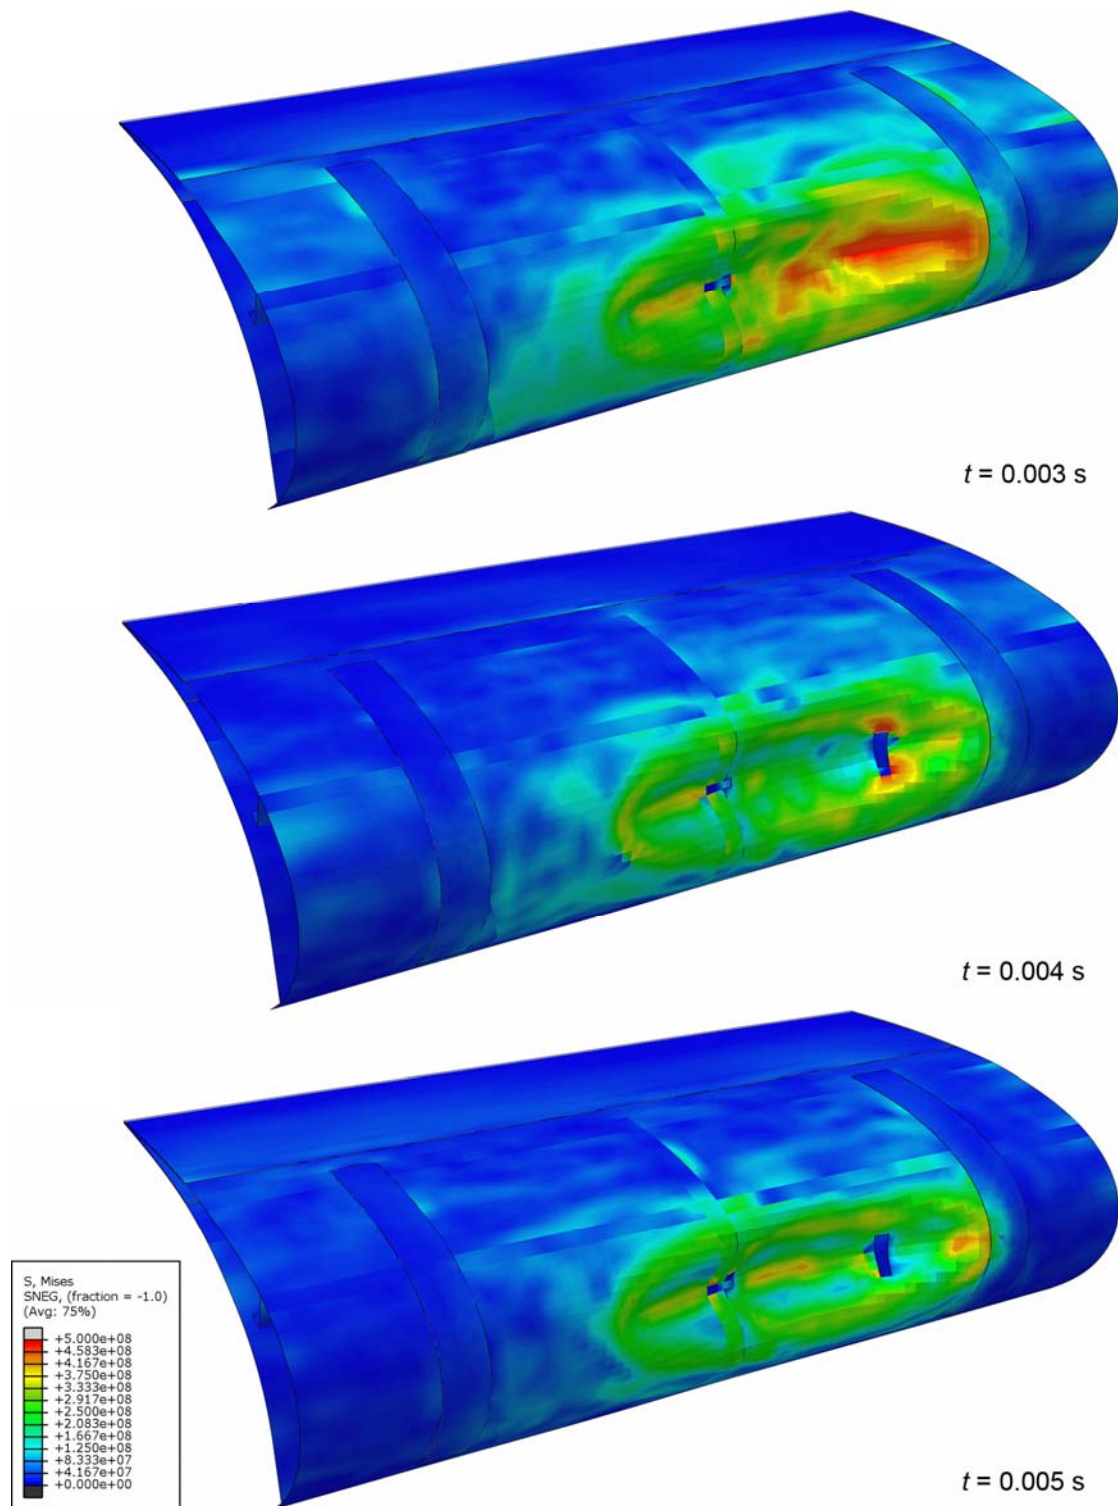 t = 0.003 s
t = 0.004 s
S, Mises
SNEG, (fraction = -1.0)
(Avg: 75%)
+5.000e+08
+4.583e+08
+4.167e+08
+3.750e+08
+3.333e+08
+2.917e+08
+2.500e+08
+2.083e+08
+1.667e+08
+1.250e+08
+8.333e+07
+4.167e+07
+0.000e+00
t = 0.005 s